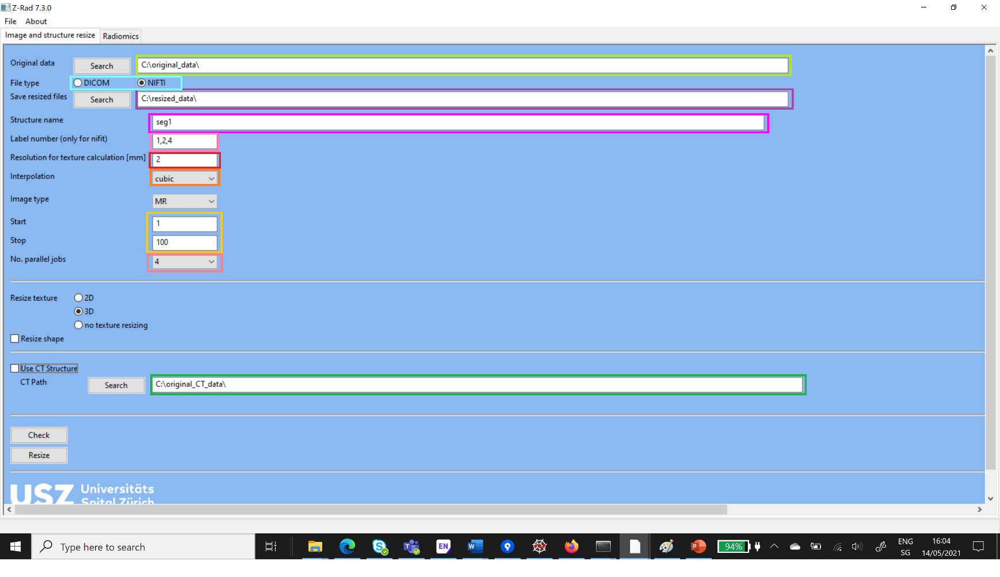 Z-Rad 7.3.0
File About
Image and structure resize Radiomics
Original data Search C:\original_data\
File type DICOM NIFTI
Save resized files Search C:\resized_data\
Structure name seg1
Label number (only for nifit) 1,2,4
Resolution for texture calculation [mm] 2
Interpolation cubic
Image type MR
Start 1
Stop 100
No. parallel jobs 4
Resize texture 2D
3D
no texture resizing
Resize shape
Use CT Structure
CT Path Search C:\original_CT_data\
Check
Resize
USZ Universitäts
Spital Zürich
Type here to search
EN
94%
ENG
SG
16:04
14/05/2021